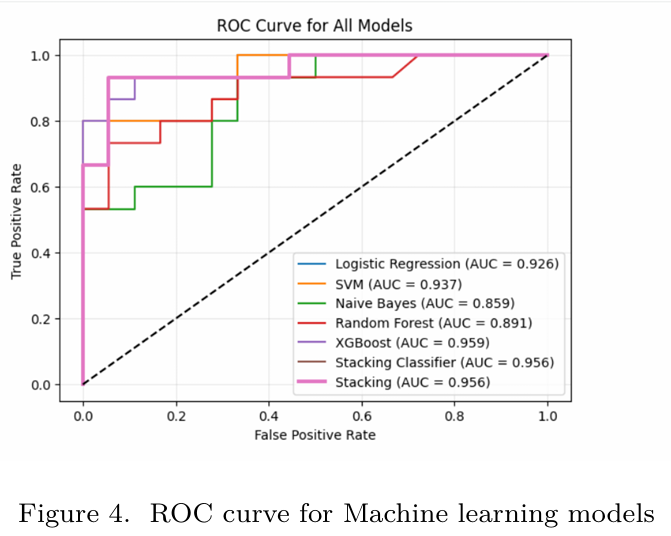 ROC Curve for All Models
True Positive Rate
1.0
0.8
0.6
0.4
0.2
0.0
Logistic Regression (AUC = 0.926)
SVM (AUC = 0.937)
Naive Bayes (AUC = 0.859)
Random Forest (AUC = 0.891)
XGBoost (AUC = 0.959)
Stacking Classifier (AUC = 0.956)
Stacking (AUC = 0.956)
0.0 0.2 0.4 0.6 0.8 1.0
False Positive Rate
Figure 4. ROC curve for Machine learning models